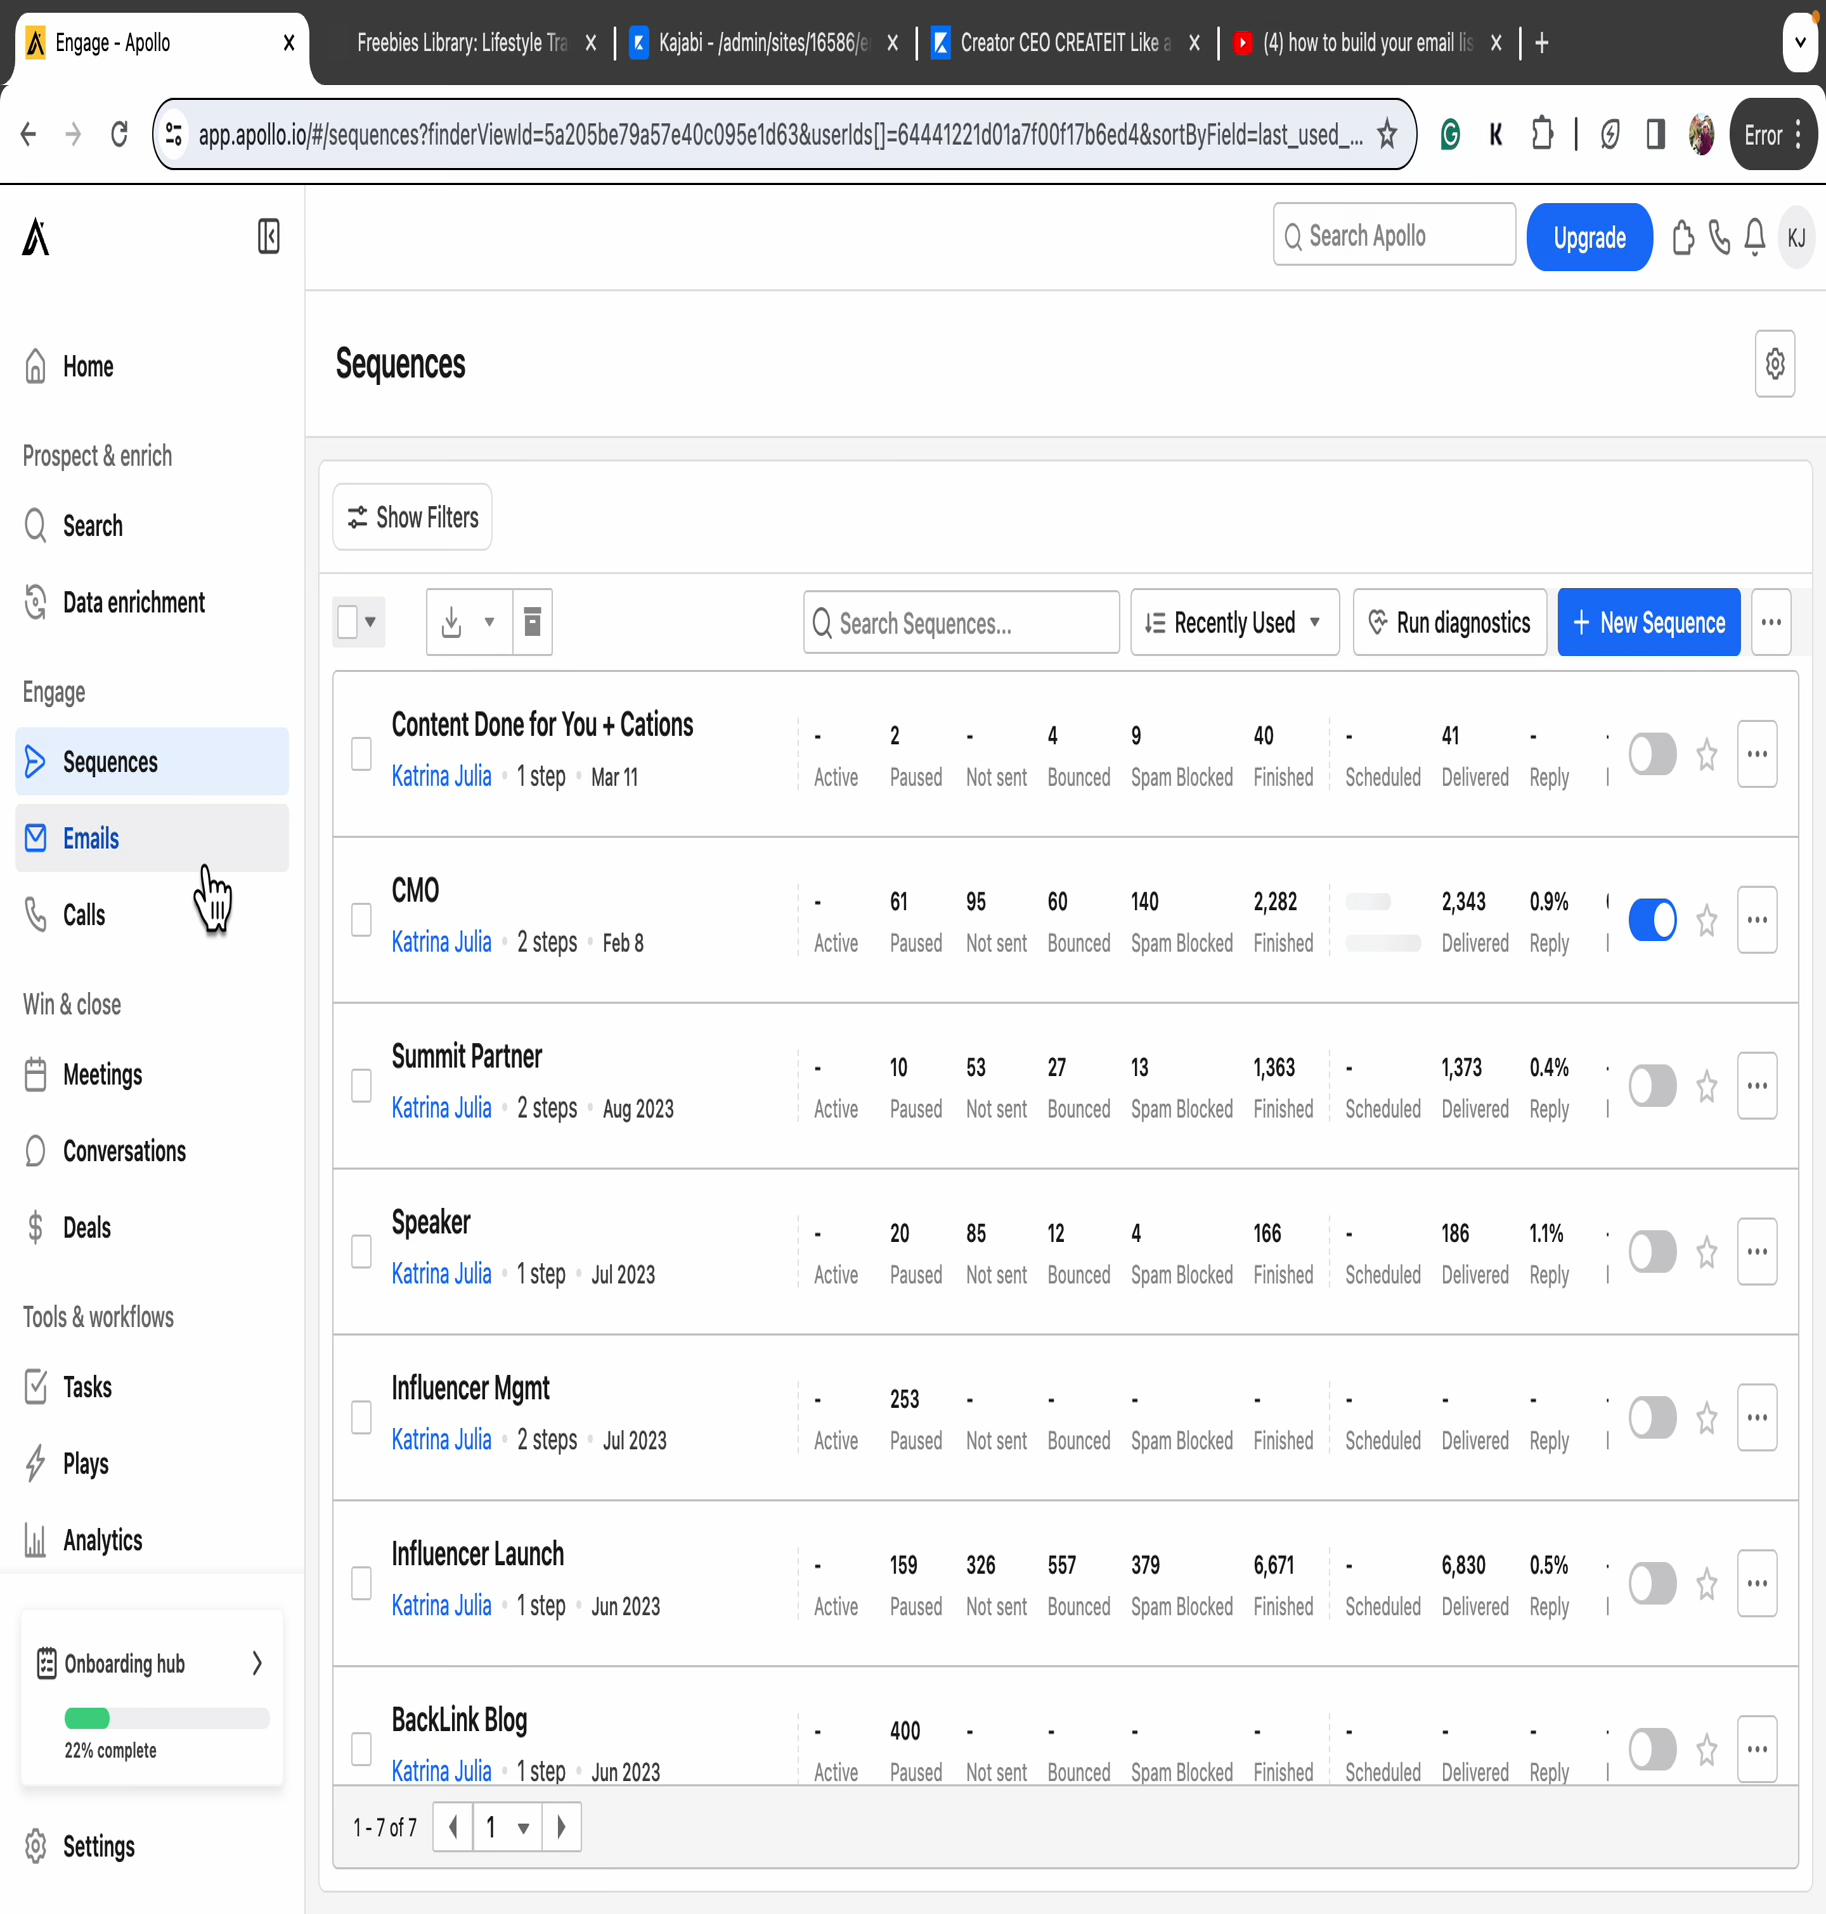 Engage - Apollo
Freebies Library: Lifestyle Tra
Kajabi - /admin/sites/16586/e
Creator CEO CREATEIT Like a
(4) how to build your email lis
app.apollo.io/#/sequences?finderViewId=5a205be79a57e40c095e1d63&userIds[]=64441221d01a7f00f17b6ed4&sortByField=last_used_...
Error
Search Apollo
Upgrade
KJ
Home
Prospect & enrich
Search
Data enrichment
Engage
Sequences
Emails
Calls
Win & close
Meetings
Conversations
Deals
Tools & workflows
Tasks
Plays
Analytics
Onboarding hub
22% complete
Settings
Sequences
Show Filters
Search Sequences...
Recently Used
Run diagnostics
+ New Sequence
Content Done for You + Cations
- 2 - 4 9 40 - 41 -
Katrina Julia • 1 step • Mar 11
Active Paused Not sent Bounced Spam Blocked Finished Scheduled Delivered Reply
CMO
- 61 95 60 140 2,282 2,343 0.9%
Katrina Julia • 2 steps • Feb 8
Active Paused Not sent Bounced Spam Blocked Finished Delivered Reply
Summit Partner
- 10 53 27 13 1,363 - 1,373 0.4%
Katrina Julia • 2 steps • Aug 2023
Active Paused Not sent Bounced Spam Blocked Finished Scheduled Delivered Reply
Speaker
- 20 85 12 4 166 - 186 1.1%
Katrina Julia • 1 step • Jul 2023
Active Paused Not sent Bounced Spam Blocked Finished Scheduled Delivered Reply
Influencer Mgmt
- 253 - - - - - - -
Katrina Julia • 2 steps • Jul 2023
Active Paused Not sent Bounced Spam Blocked Finished Scheduled Delivered Reply
Influencer Launch
- 159 326 557 379 6,671 - 6,830 0.5%
Katrina Julia • 1 step • Jun 2023
Active Paused Not sent Bounced Spam Blocked Finished Scheduled Delivered Reply
BackLink Blog
- 400 - - - - - - -
Katrina Julia • 1 step • Jun 2023
Active Paused Not sent Bounced Spam Blocked Finished Scheduled Delivered Reply
1 - 7 of 7
1